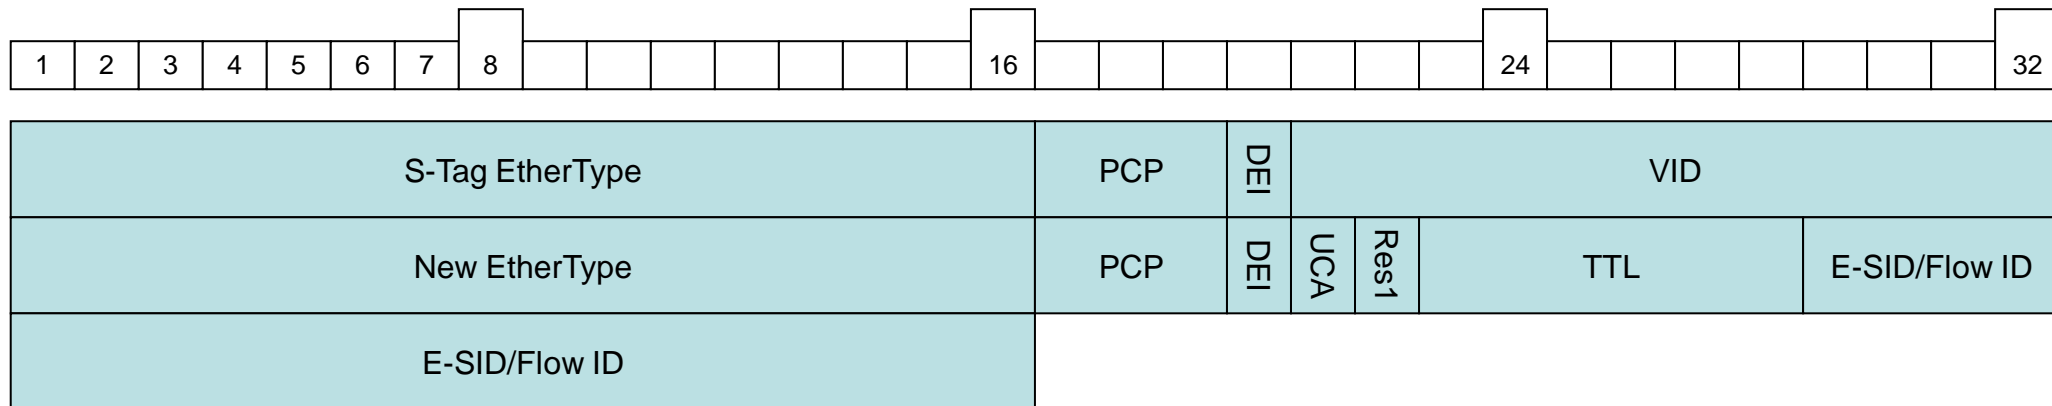 1 2 3 4 5 6 7 8 16 24 32
S-Tag EtherType PCP DEI VID
New EtherType PCP DEI UCA Res1 TTL E-SID/Flow ID
E-SID/Flow ID